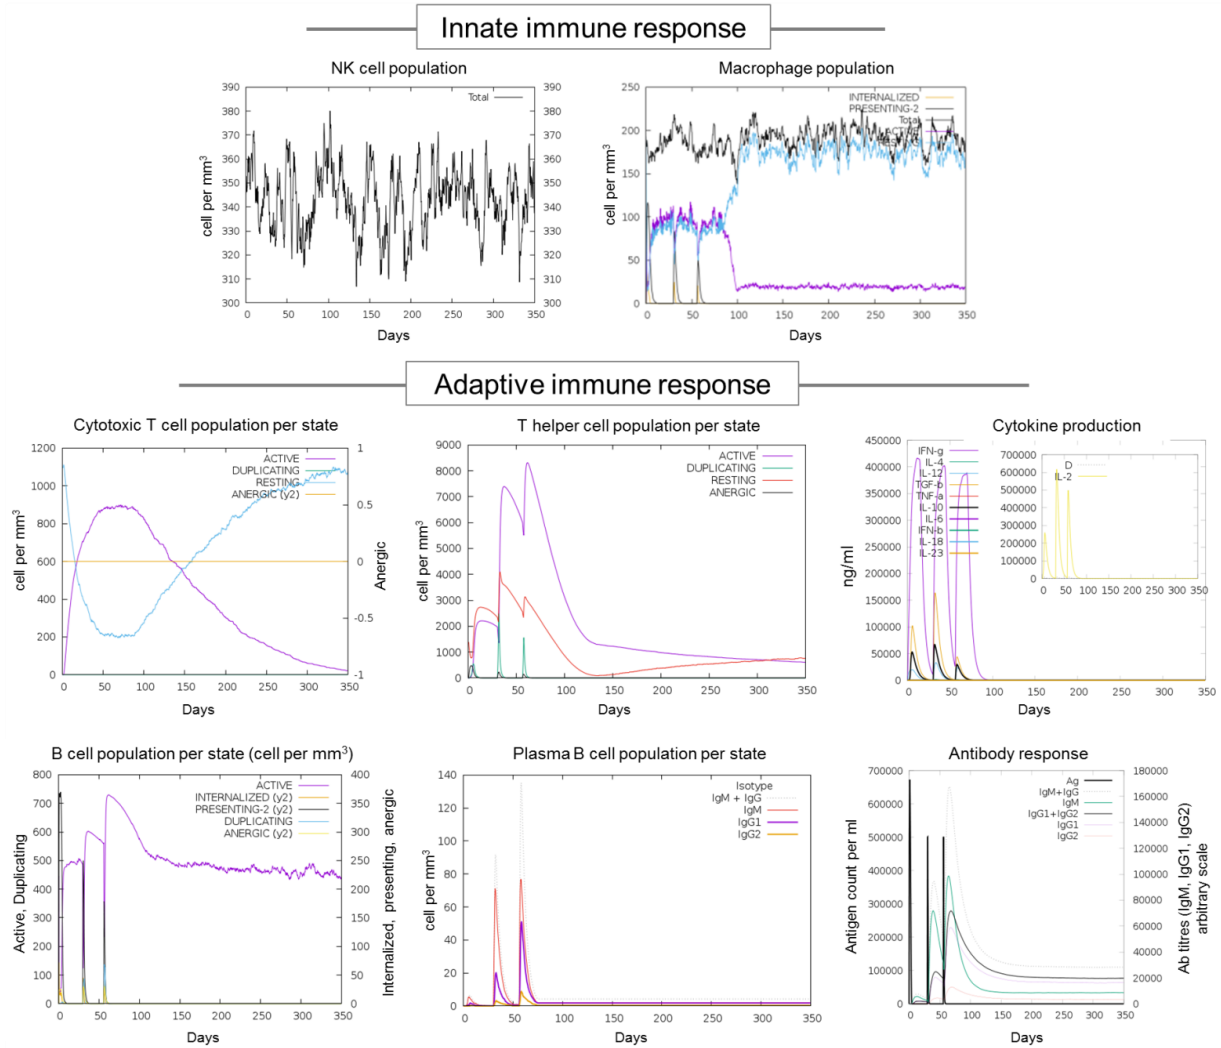 Innate immune response
NK cell population
Macrophage population
390
380
370
360
350
340
330
320
310
300
Total
390
380
370
360
350
340
330
320
310
300
cell per mm³
0 50 100 150 200 250 300 350
Days
250
200
150
100
50
0
INTERNALIZED
PRESENTING-2
Total
ACTIVE
cell per mm³
0 50 100 150 200 250 300 350
Days
Adaptive immune response
Cytotoxic T cell population per state
T helper cell population per state
Cytokine production
1200
1000
800
600
400
200
0
ACTIVE
DUPLICATING
RESTING
ANERGIC (y2)
1
0.5
0
-0.5
-1
cell per mm³
Anergic
0 50 100 150 200 250 300 350
Days
9000
8000
7000
6000
5000
4000
3000
2000
1000
0
ACTIVE
DUPLICATING
RESTING
ANERGIC
cell per mm³
0 50 100 150 200 250 300 350
Days
450000
400000
350000
300000
250000
200000
150000
100000
50000
0
IFN-g
IL-4
IL-12
TGF-b
TNF-a
IL-10
IL-6
IFN-b
IL-18
IL-23
ng/ml
700000
600000
500000
400000
300000
200000
100000
0
D
IL-2
0 50 100 150 200 250 300 350
0 50 100 150 200 250 300 350
Days
B cell population per state (cell per mm³)
Plasma B cell population per state
Antibody response
800
700
600
500
400
300
200
100
0
ACTIVE
INTERNALIZED (y2)
PRESENTING-2 (y2)
DUPLICATING
ANERGIC (y2)
400
350
300
250
200
150
100
50
0
Active, Duplicating
Internalized, presenting, anergic
0 50 100 150 200 250 300 350
Days
140
120
100
80
60
40
20
0
Isotype
IgM + IgG
IgM
IgG1
IgG2
cell per mm³
0 50 100 150 200 250 300 350
Days
700000
600000
500000
400000
300000
200000
100000
0
Ag
IgM+IgG
IgM
IgG1+IgG2
IgG1
IgG2
180000
160000
140000
120000
100000
80000
60000
40000
20000
0
Antigen count per ml
Ab titres (IgM, IgG1, IgG2)
arbitrary scale
0 50 100 150 200 250 300 350
Days